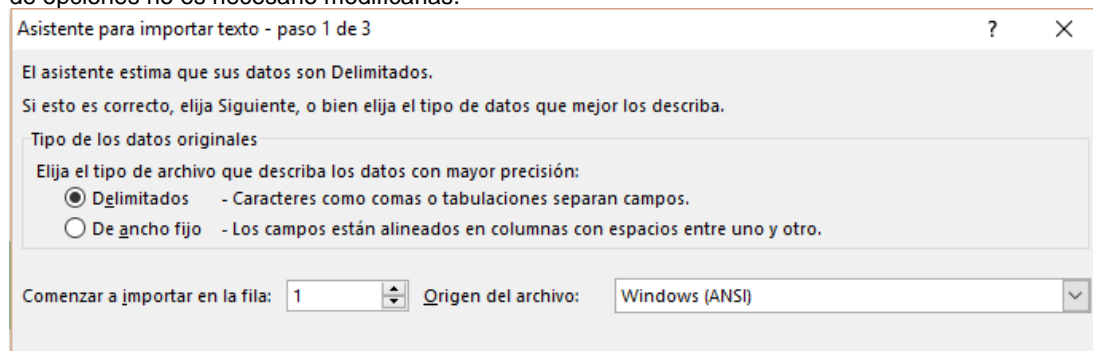 de opciones no es necesario modificarlas.
Asistente para importar texto - paso 1 de 3 ? X
El asistente estima que sus datos son Delimitados.
Si esto es correcto, elija Siguiente, o bien elija el tipo de datos que mejor los describa.
Tipo de los datos originales
Elija el tipo de archivo que describa los datos con mayor precisión:
Delimitados - Caracteres como comas o tabulaciones separan campos.
De ancho fijo - Los campos están alineados en columnas con espacios entre uno y otro.
Comenzar a importar en la fila: 1 Origen del archivo: Windows (ANSI)